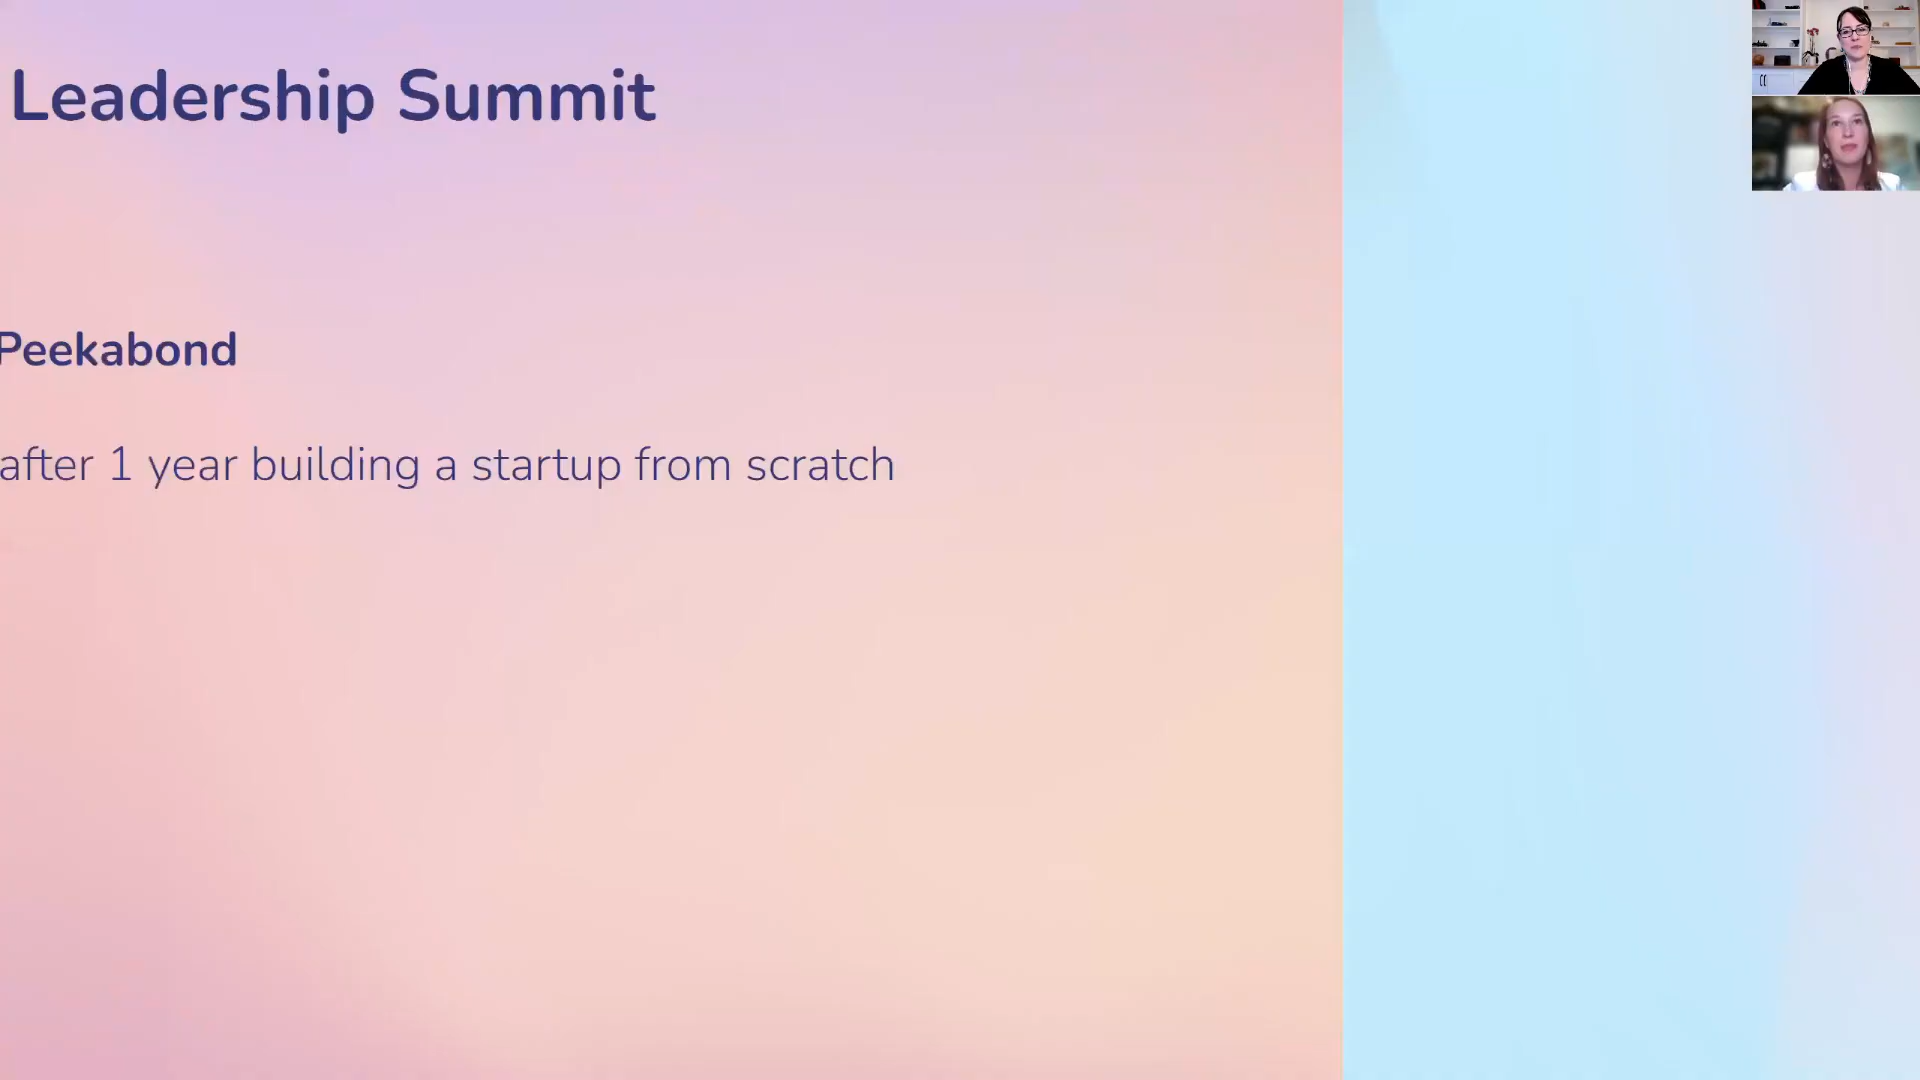 Leadership Summit
Peekabond
after 1 year building a startup from scratch